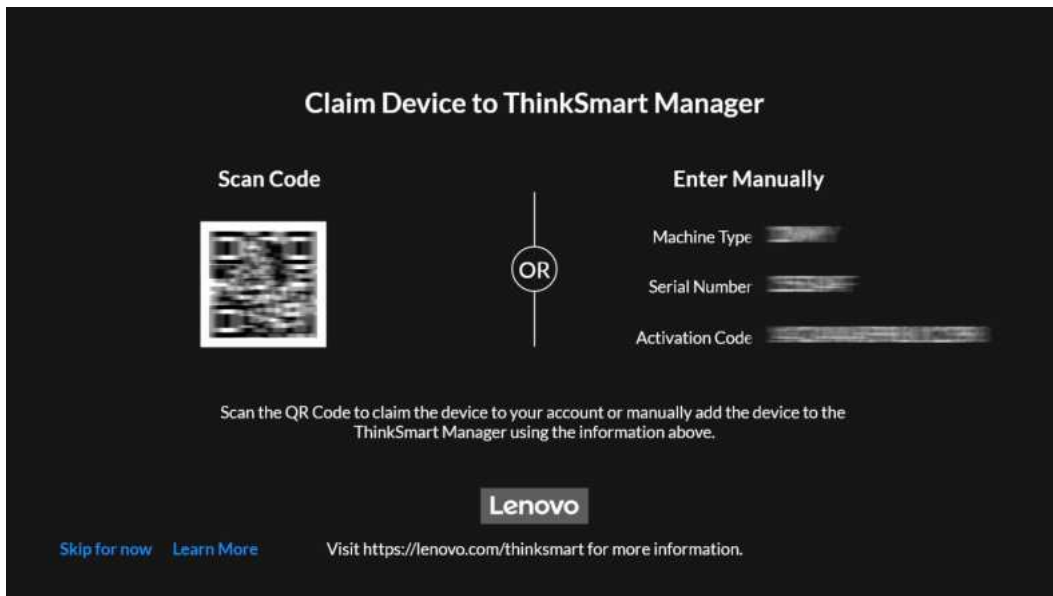 Claim Device to ThinkSmart Manager
Scan Code
Enter Manually
OR
Machine Type
Serial Number
Activation Code
Scan the QR Code to claim the device to your account or manually add the device to the
ThinkSmart Manager using the information above.
Lenovo
Skip for now Learn More Visit https://lenovo.com/thinksmart for more information.